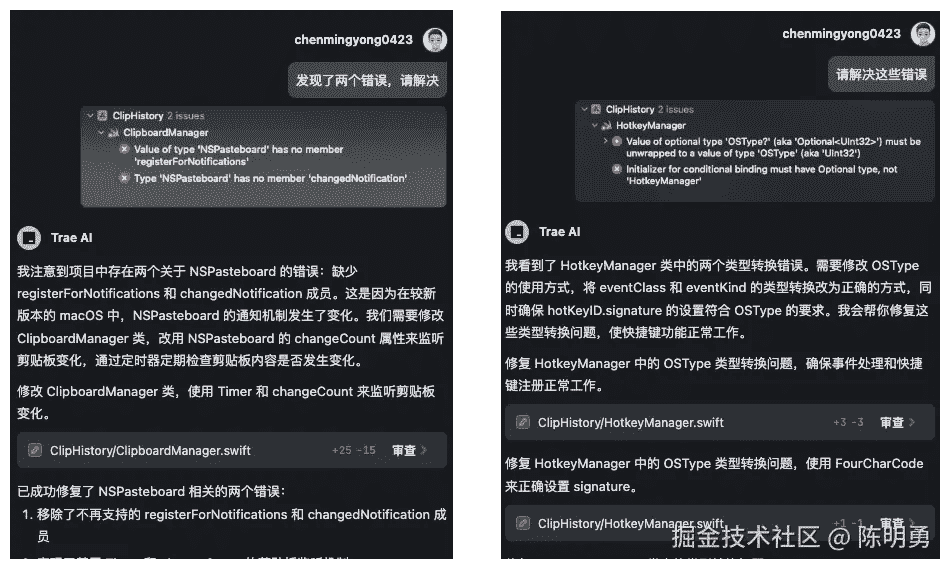 chenmingyong0423
发现了两个错误，请解决
ClipHistory 2 issues
ClipboardManager
Value of type 'NSPasteboard' has no member
'registerForNotifications'
Type 'NSPasteboard' has no member 'changedNotification'
Trae AI
我注意到项目中存在两个关于 NSPasteboard 的错误：缺少
registerForNotifications 和 changedNotification 成员。这是因为在较新
版本的 macOS 中，NSPasteboard 的通知机制发生了变化。我们需要修改
ClipboardManager 类，改用 NSPasteboard 的 changeCount 属性来监听
剪贴板变化，通过定时器定期检查剪贴板内容是否发生变化。
修改 ClipboardManager 类，使用 Timer 和 changeCount 来监听剪贴板
变化。
ClipHistory/ClipboardManager.swift +25 -15 审查
已成功修复了 NSPasteboard 相关的两个错误：
1. 移除了不再支持的 registerForNotifications 和 changedNotification 成
员
chenmingyong0423
请解决这些错误
ClipHistory 2 issues
HotkeyManager
Value of optional type 'OSType?' (aka 'Optional<UInt32>') must be
unwrapped to a value of type 'OSType' (aka 'UInt32')
Initializer for conditional binding must have Optional type, not
'HotkeyManager'
Trae AI
我看到了 HotkeyManager 类中的两个类型转换错误。需要修改 OSType
的使用方式，将 eventClass 和 eventKind 的类型转换改为正确的方式，同
时确保 hotKeyID.signature 的设置符合 OSType 的要求。我会帮你修复这
些类型转换问题，使快捷键功能正常工作。
修复 HotkeyManager 中的 OSType 类型转换问题，确保事件处理和快捷
键注册正常工作。
ClipHistory/HotkeyManager.swift +3 -3 审查
修复 HotkeyManager 中的 OSType 类型转换问题，使用 FourCharCode
来正确设置 signature。
ClipHistory/HotkeyManager.swift +1 -1 审查
掘金技术社区 @ 陈明勇